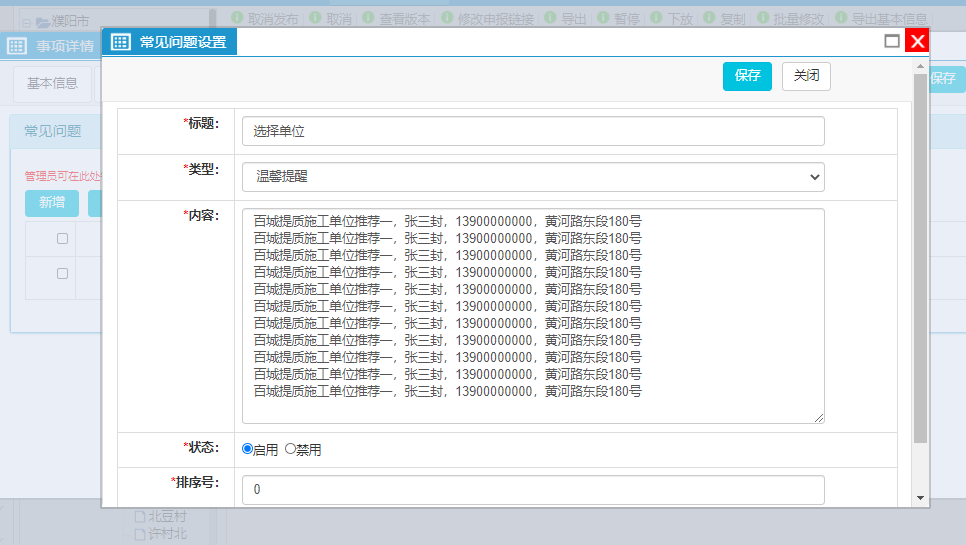 濮阳市
取消发布 取消 查看版本 修改申报链接 导出 暂停 下放 复制 批量修改 导出基本信息
事项详情
常见问题设置
基本信息
保存 关闭
保存
常见问题
*标题：
选择单位
管理员可在此处
*类型：
温馨提醒
新增
*内容：
百城提质施工单位推荐一，张三封，13900000000，黄河路东段180号
百城提质施工单位推荐一，张三封，13900000000，黄河路东段180号
百城提质施工单位推荐一，张三封，13900000000，黄河路东段180号
百城提质施工单位推荐一，张三封，13900000000，黄河路东段180号
百城提质施工单位推荐一，张三封，13900000000，黄河路东段180号
百城提质施工单位推荐一，张三封，13900000000，黄河路东段180号
百城提质施工单位推荐一，张三封，13900000000，黄河路东段180号
百城提质施工单位推荐一，张三封，13900000000，黄河路东段180号
百城提质施工单位推荐一，张三封，13900000000，黄河路东段180号
百城提质施工单位推荐一，张三封，13900000000，黄河路东段180号
百城提质施工单位推荐一，张三封，13900000000，黄河路东段180号
*状态：
启用 禁用
*排序号：
0
北豆村
许村北